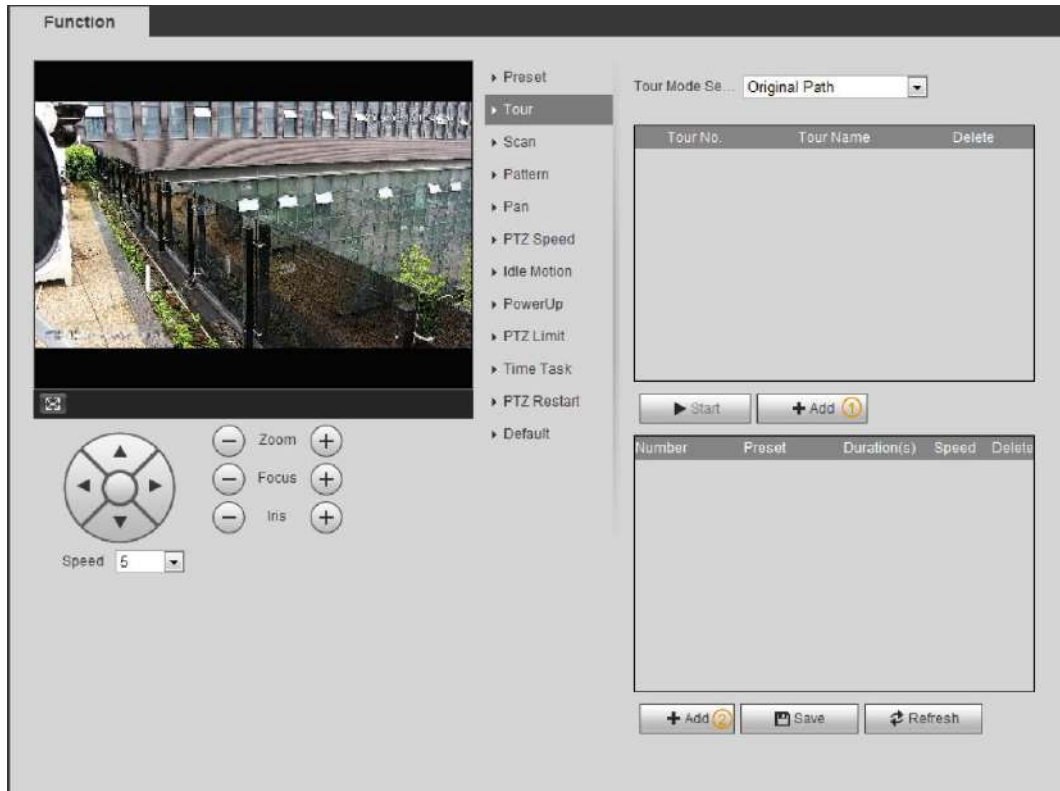 Function
Preset
Tour
Scan
Pattern
Pan
PTZ Speed
Idle Motion
PowerUp
PTZ Limit
Time Task
PTZ Restart
Default
Zoom
Focus
Iris
Speed 5
Tour Mode Se... Original Path
Tour No. Tour Name Delete
Start Add 1
Number Preset Duration(s) Speed Delete
Add 2 Save Refresh